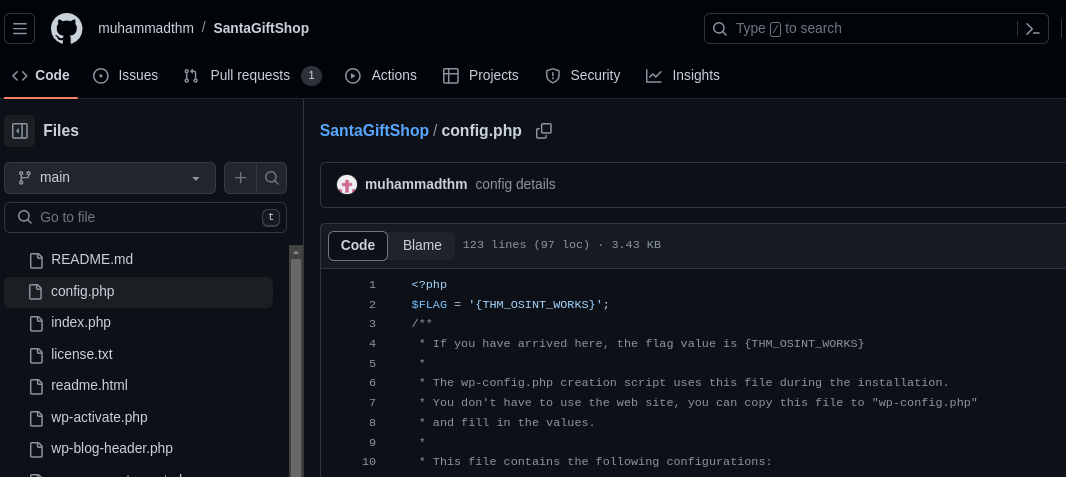 muhammadthm / SantaGiftShop
Type / to search
Code Issues Pull requests 1 Actions Projects Security Insights
Files
main
Go to file t
README.md
config.php
index.php
license.txt
readme.html
wp-activate.php
wp-blog-header.php
SantaGiftShop / config.php
muhammadthm config details
Code Blame 123 lines (97 loc) · 3.43 KB
1 <?php
2 $FLAG = '{THM_OSINT_WORKS}';
3 /**
4 * If you have arrived here, the flag value is {THM_OSINT_WORKS}
5 *
6 * The wp-config.php creation script uses this file during the installation.
7 * You don't have to use the web site, you can copy this file to "wp-config.php"
8 * and fill in the values.
9 *
10 * This file contains the following configurations: